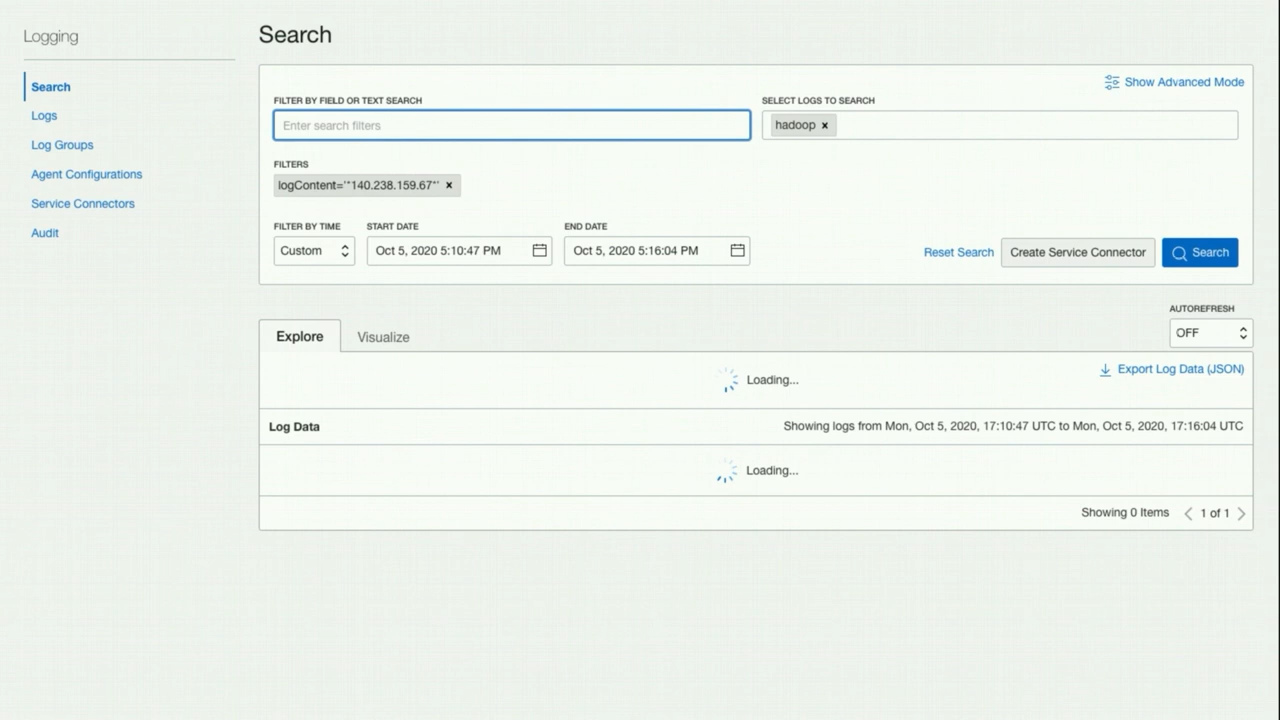 Logging
Search
Logs
Log Groups
Agent Configurations
Service Connectors
Audit
Search
Show Advanced Mode
FILTER BY FIELD OR TEXT SEARCH
SELECT LOGS TO SEARCH
Enter search filters
hadoop ×
FILTERS
logContent='*140.238.159.67*' ×
FILTER BY TIME
START DATE
END DATE
Custom
Oct 5, 2020 5:10:47 PM
Oct 5, 2020 5:16:04 PM
Reset Search
Create Service Connector
Search
AUTOREFRESH
OFF
Explore
Visualize
Loading...
Export Log Data (JSON)
Log Data
Showing logs from Mon, Oct 5, 2020, 17:10:47 UTC to Mon, Oct 5, 2020, 17:16:04 UTC
Loading...
Showing 0 Items
1 of 1